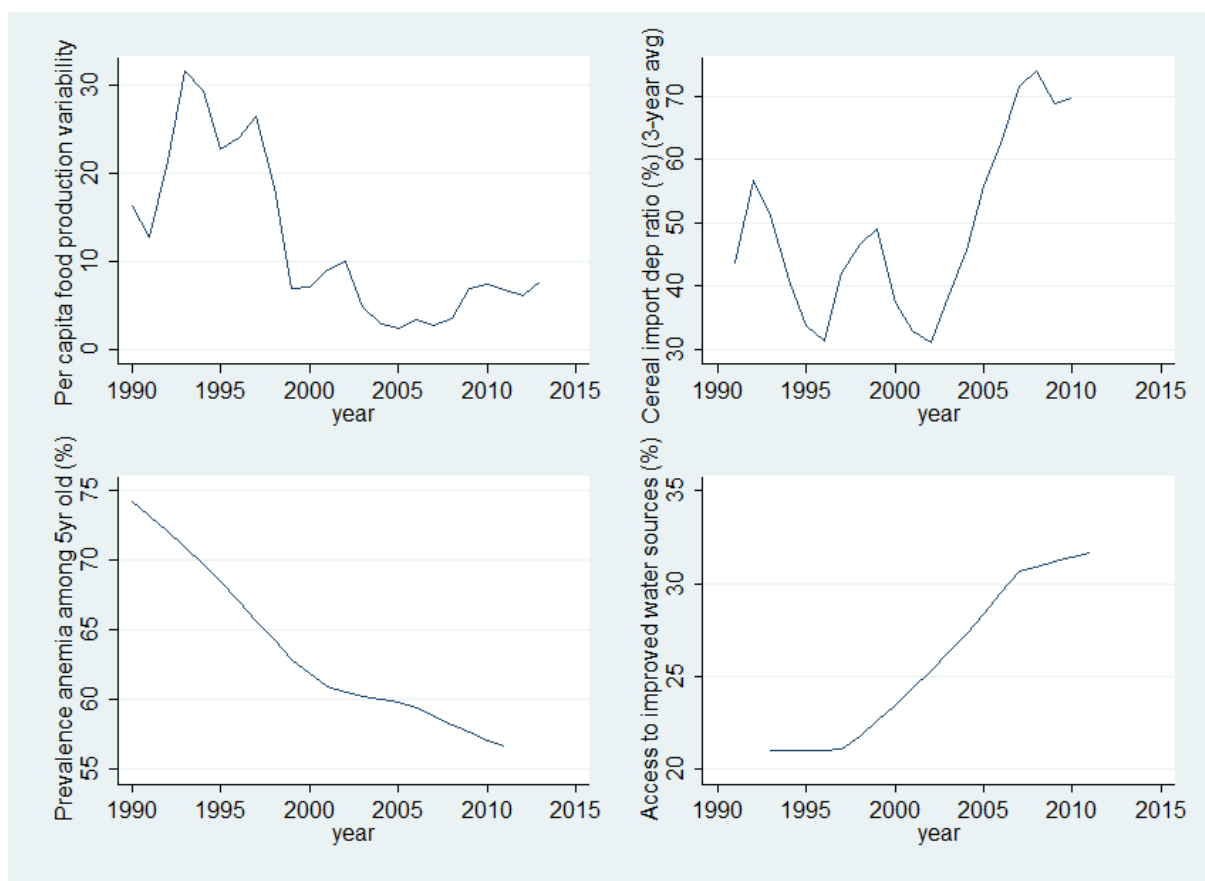 Per capita food production variability
30
20
10
0
1990 1995 2000 2005 2010 2015
year
Cereal import dep ratio (%) (3-year avg)
70
60
50
40
30
1990 1995 2000 2005 2010 2015
year
Prevalence anemia among 5yr old (%)
75
70
65
60
55
1990 1995 2000 2005 2010 2015
year
Access to improved water sources (%)
35
30
25
20
1990 1995 2000 2005 2010 2015
year